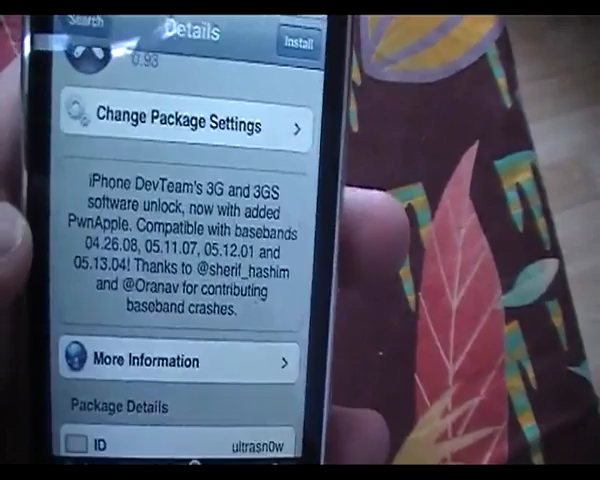 Search
Details
Install
0.93
Change Package Settings
iPhone DevTeam's 3G and 3GS
software unlock, now with added
PwnApple. Compatible with basebands
04.26.08, 05.11.07, 05.12.01 and
05.13.04! Thanks to @sherif_hashim
and @Oranav for contributing
baseband crashes.
More Information
Package Details
ID
ultrasn0w